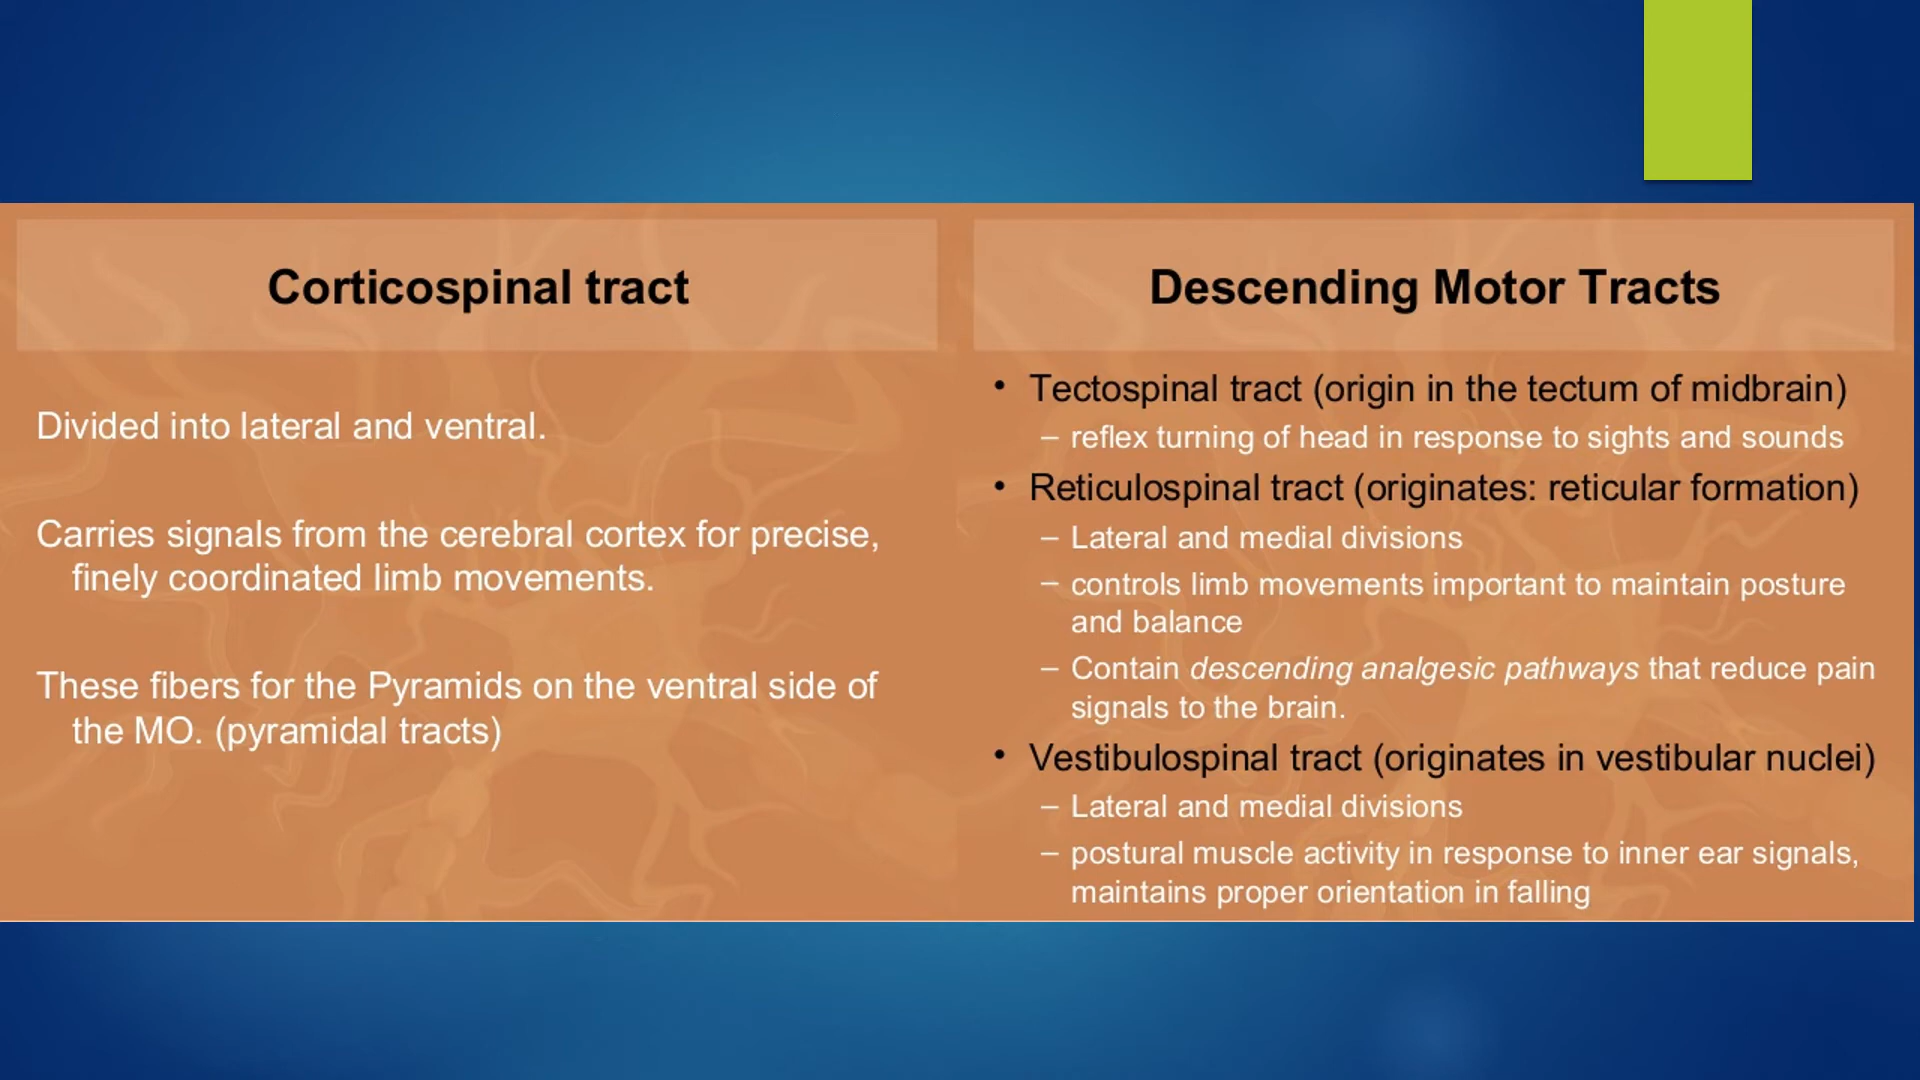 Corticospinal tract
Divided into lateral and ventral.
Carries signals from the cerebral cortex for precise,
finely coordinated limb movements.
These fibers for the Pyramids on the ventral side of
the MO. (pyramidal tracts)
Descending Motor Tracts
• Tectospinal tract (origin in the tectum of midbrain)
– reflex turning of head in response to sights and sounds
• Reticulospinal tract (originates: reticular formation)
– Lateral and medial divisions
– controls limb movements important to maintain posture
and balance
– Contain descending analgesic pathways that reduce pain
signals to the brain.
• Vestibulospinal tract (originates in vestibular nuclei)
– Lateral and medial divisions
– postural muscle activity in response to inner ear signals,
maintains proper orientation in falling